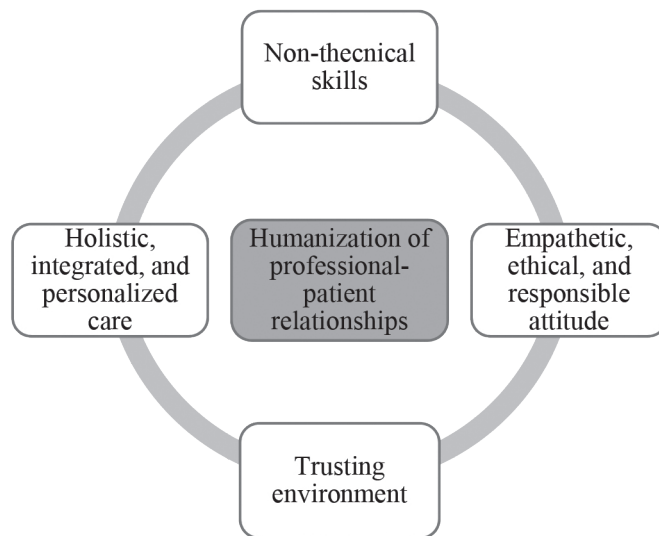 Non-thecnical
skills
Holistic,
integrated, and
personalized
care
Humanization of
professional-
patient
relationships
Empathetic,
ethical, and
responsible
attitude
Trusting
environment